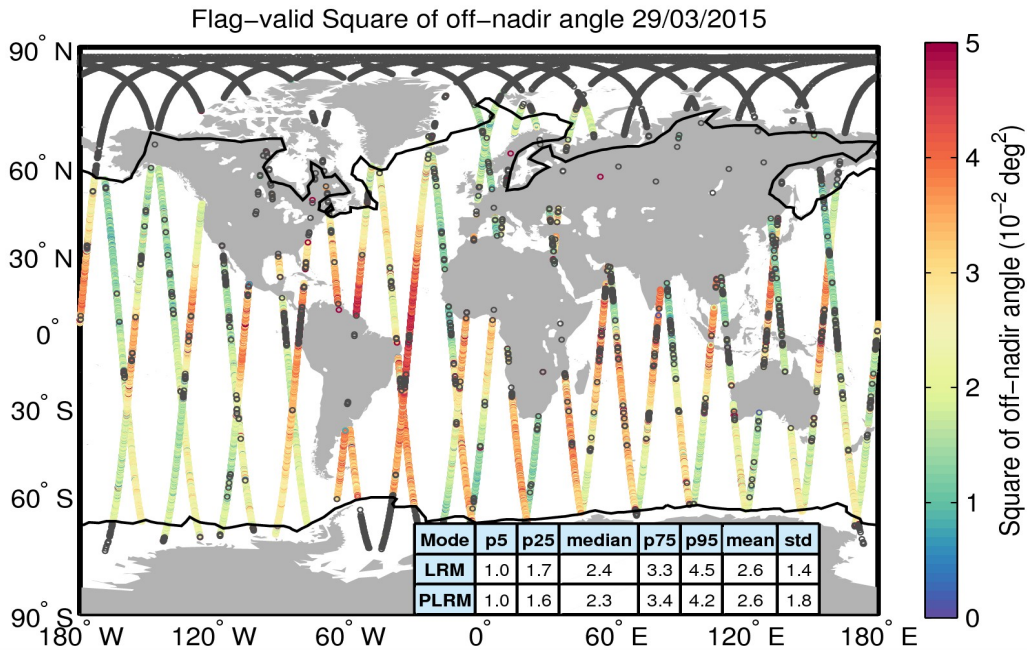 Flag−valid Square of off−nadir angle 29/03/2015
90° N
60° N
30° N
0°
30° S
60° S
90° S
180° W
120° W
60° W
0°
60° E
120° E
180° E
Mode p5 p25 median p75 p95 mean std
LRM 1.0 1.7 2.4 3.3 4.5 2.6 1.4
PLRM 1.0 1.6 2.3 3.4 4.2 2.6 1.8
5
4
3
2
1
0
Square of off−nadir angle (10⁻² deg²)